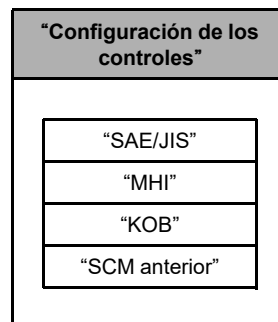 “Configuración de los
controles”
“SAE/JIS”
“MHI”
“KOB”
“SCM anterior”